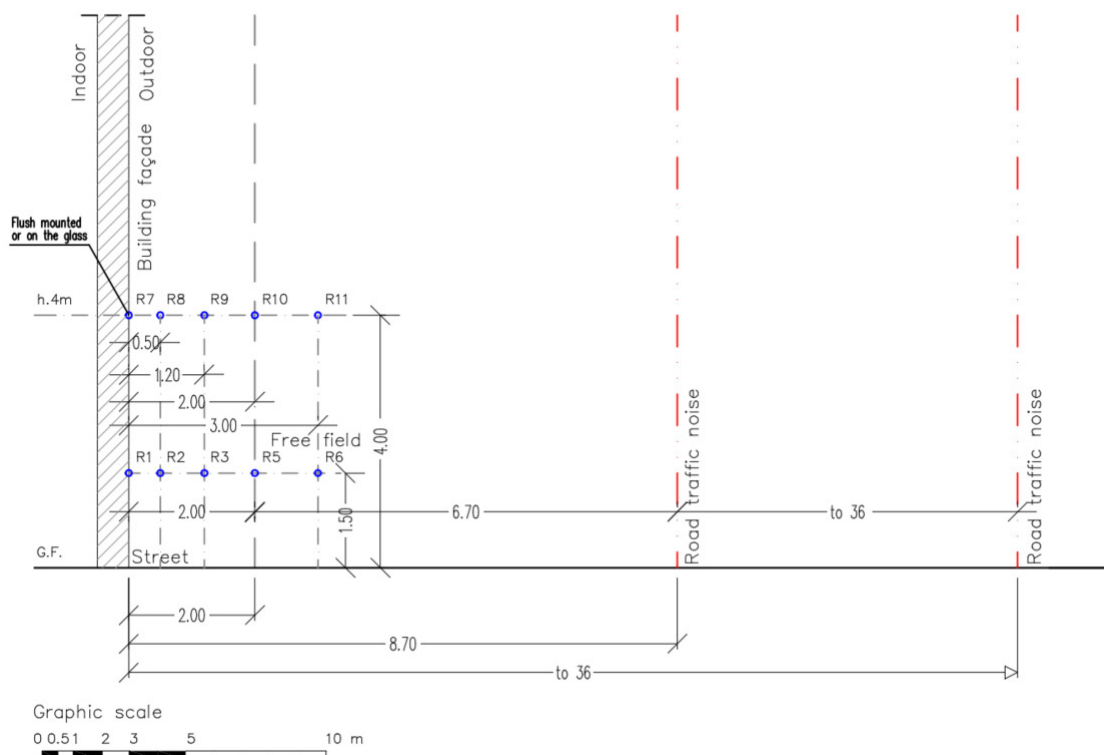 Indoor
Building façade Outdoor
Flush mounted
or on the glass
h.4m
R7 R8 R9 R10 R11
0.50
1.20
2.00
3.00
4.00
Free field
R1 R2 R3 R5 R6
2.00
6.70
to 36
1.50
Road traffic noise
Road traffic noise
G.F.
Street
2.00
8.70
to 36
Graphic scale
0 0.51 2 3 5 10 m